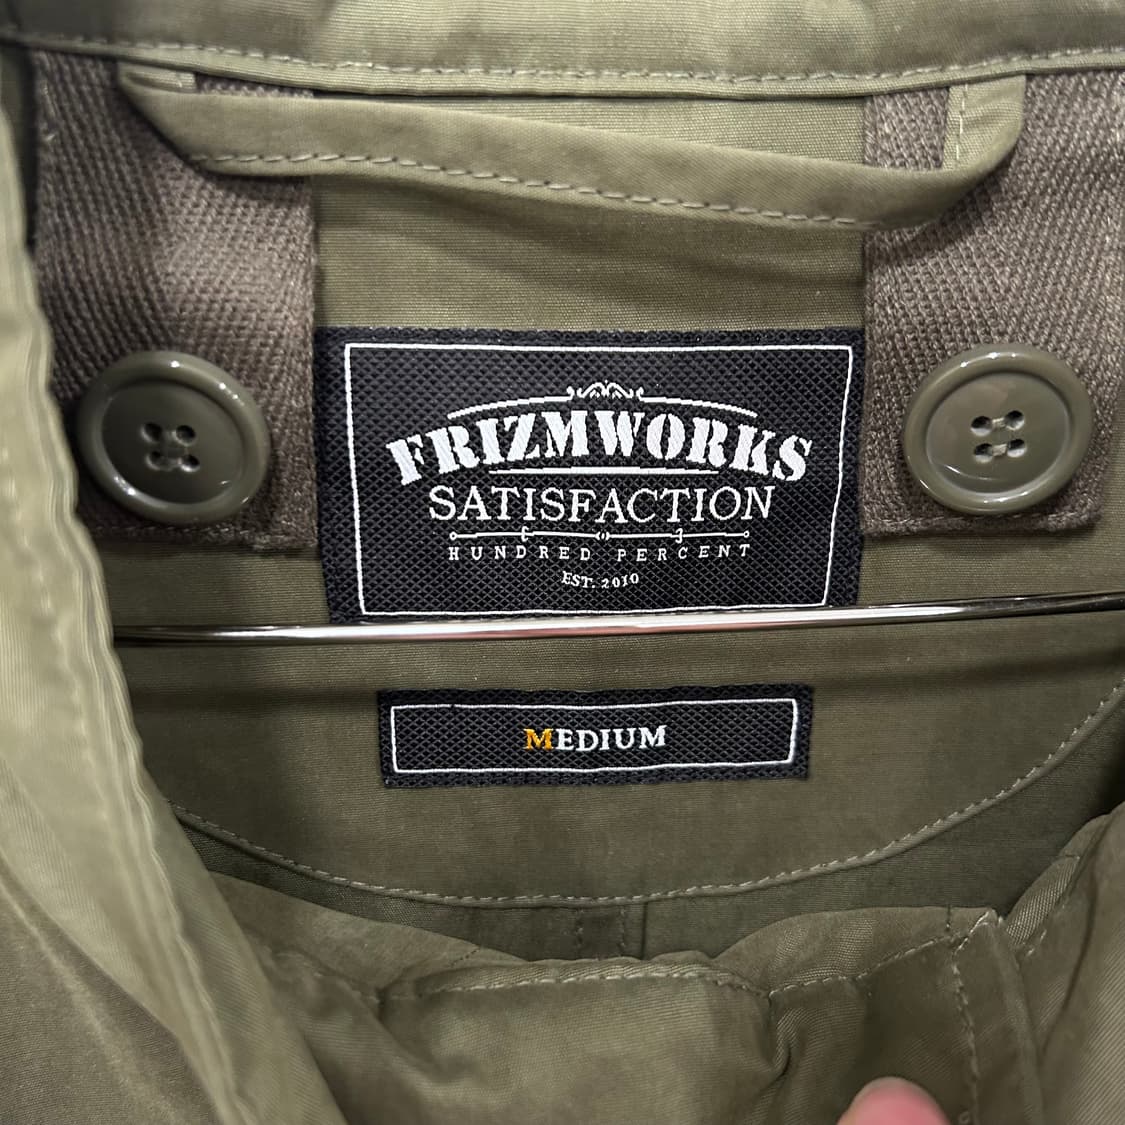 FRIZMWORKS
SATISFACTION
HUNDRED PERCENT
EST. 2010
MEDIUM